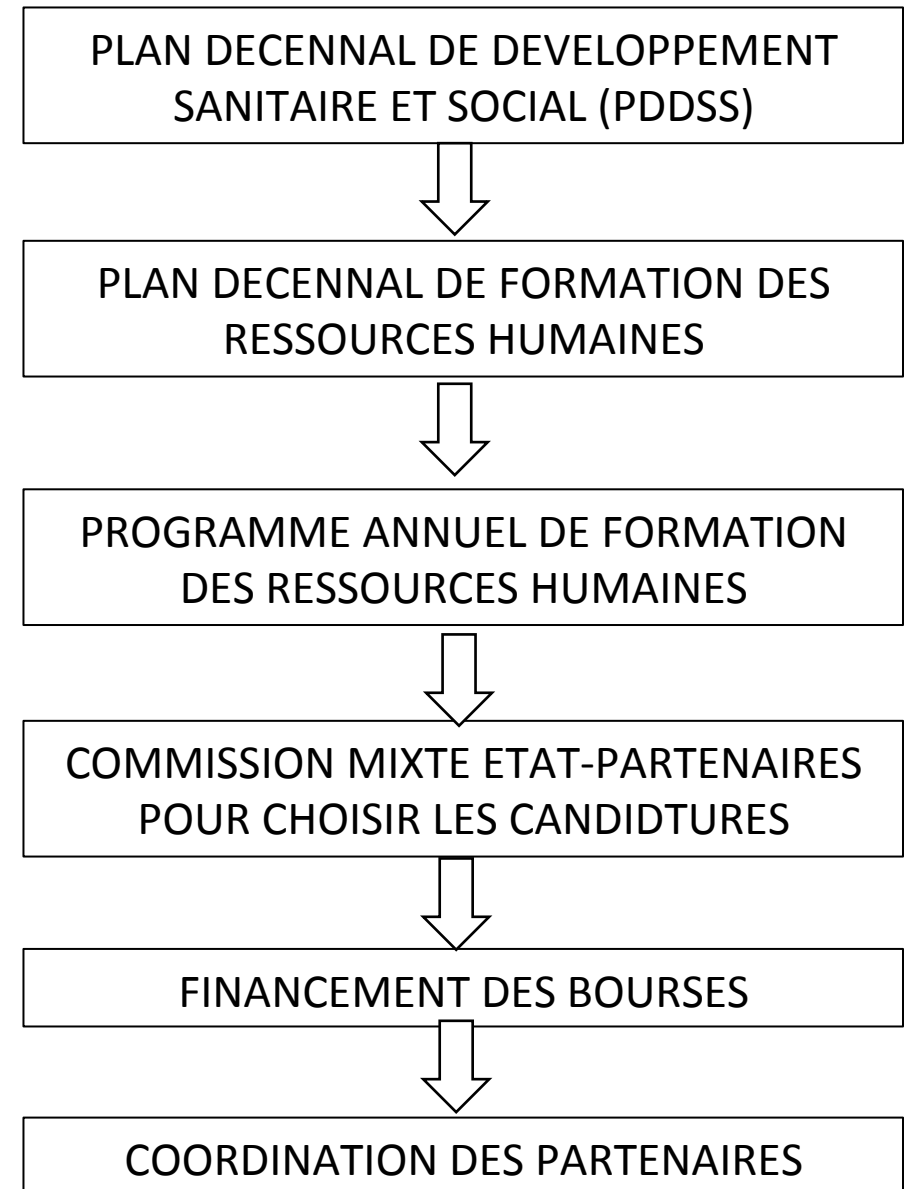 PLAN DECENNAL DE DEVELOPPEMENT
SANITAIRE ET SOCIAL (PDDSS)
PLAN DECENNAL DE FORMATION DES
RESSOURCES HUMAINES
PROGRAMME ANNUEL DE FORMATION
DES RESSOURCES HUMAINES
COMMISSION MIXTE ETAT-PARTENAIRES
POUR CHOISIR LES CANDIDTURES
FINANCEMENT DES BOURSES
COORDINATION DES PARTENAIRES